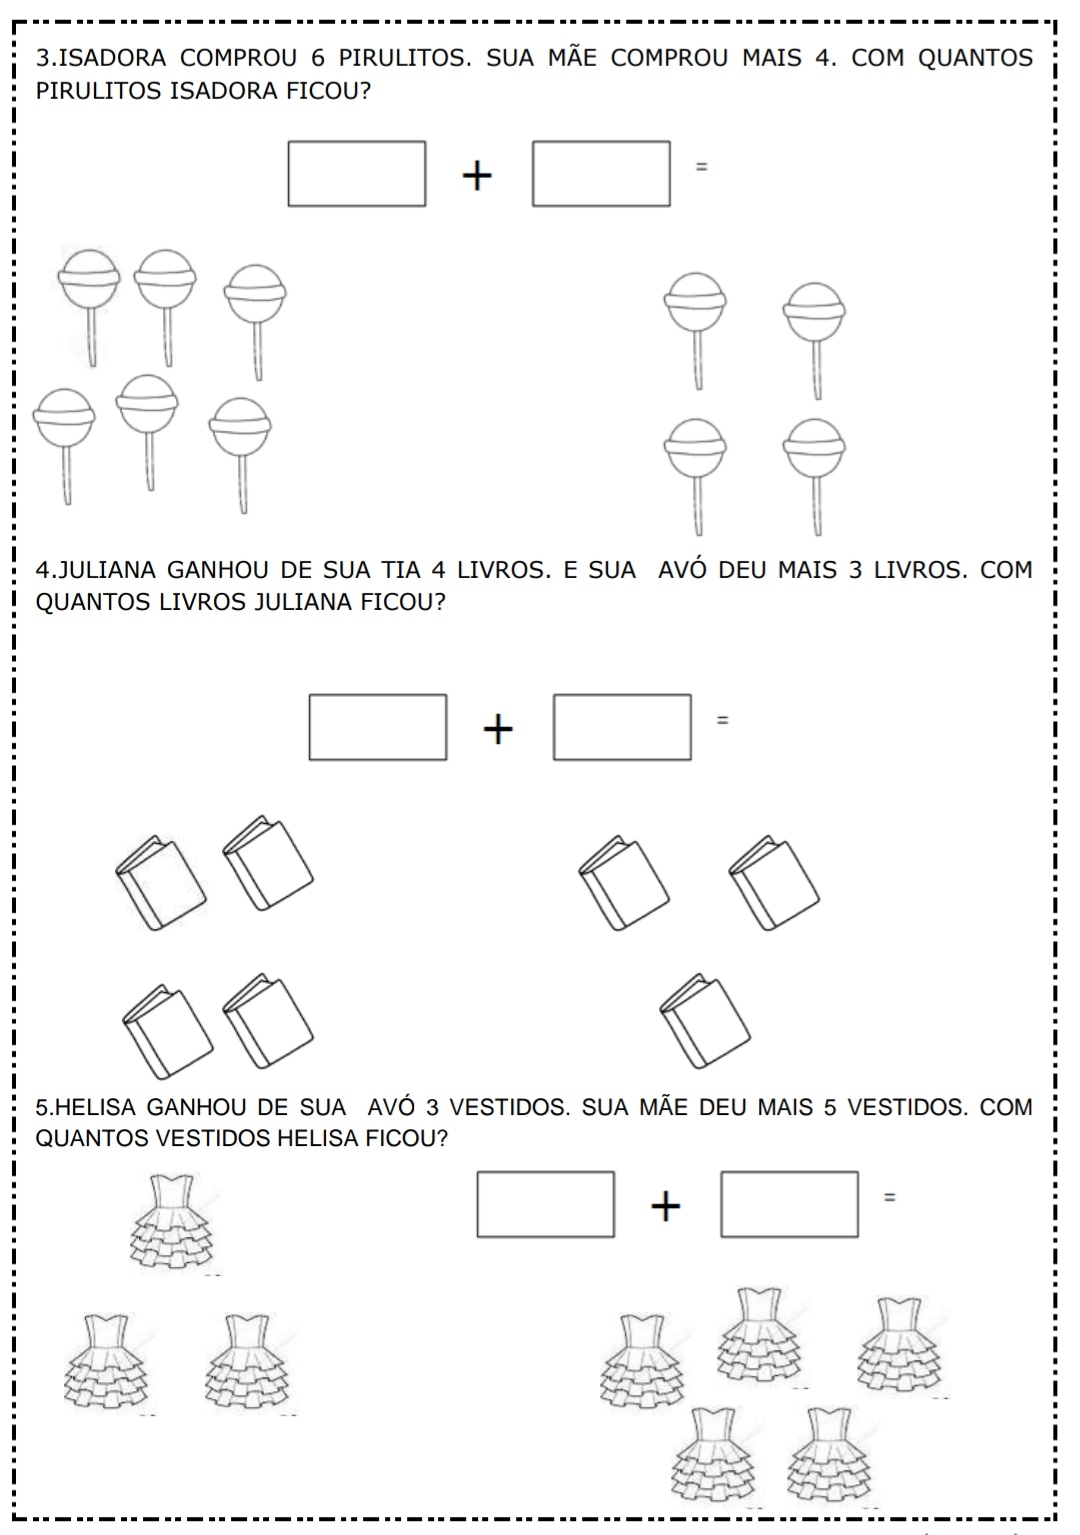 3.ISADORA COMPROU 6 PIRULITOS. SUA MÃE COMPROU MAIS 4. COM QUANTOS
PIRULITOS ISADORA FICOU?
+ =
4.JULIANA GANHOU DE SUA TIA 4 LIVROS. E SUA AVÓ DEU MAIS 3 LIVROS. COM
QUANTOS LIVROS JULIANA FICOU?
+ =
5.HELISA GANHOU DE SUA AVÓ 3 VESTIDOS. SUA MÃE DEU MAIS 5 VESTIDOS. COM
QUANTOS VESTIDOS HELISA FICOU?
+ =